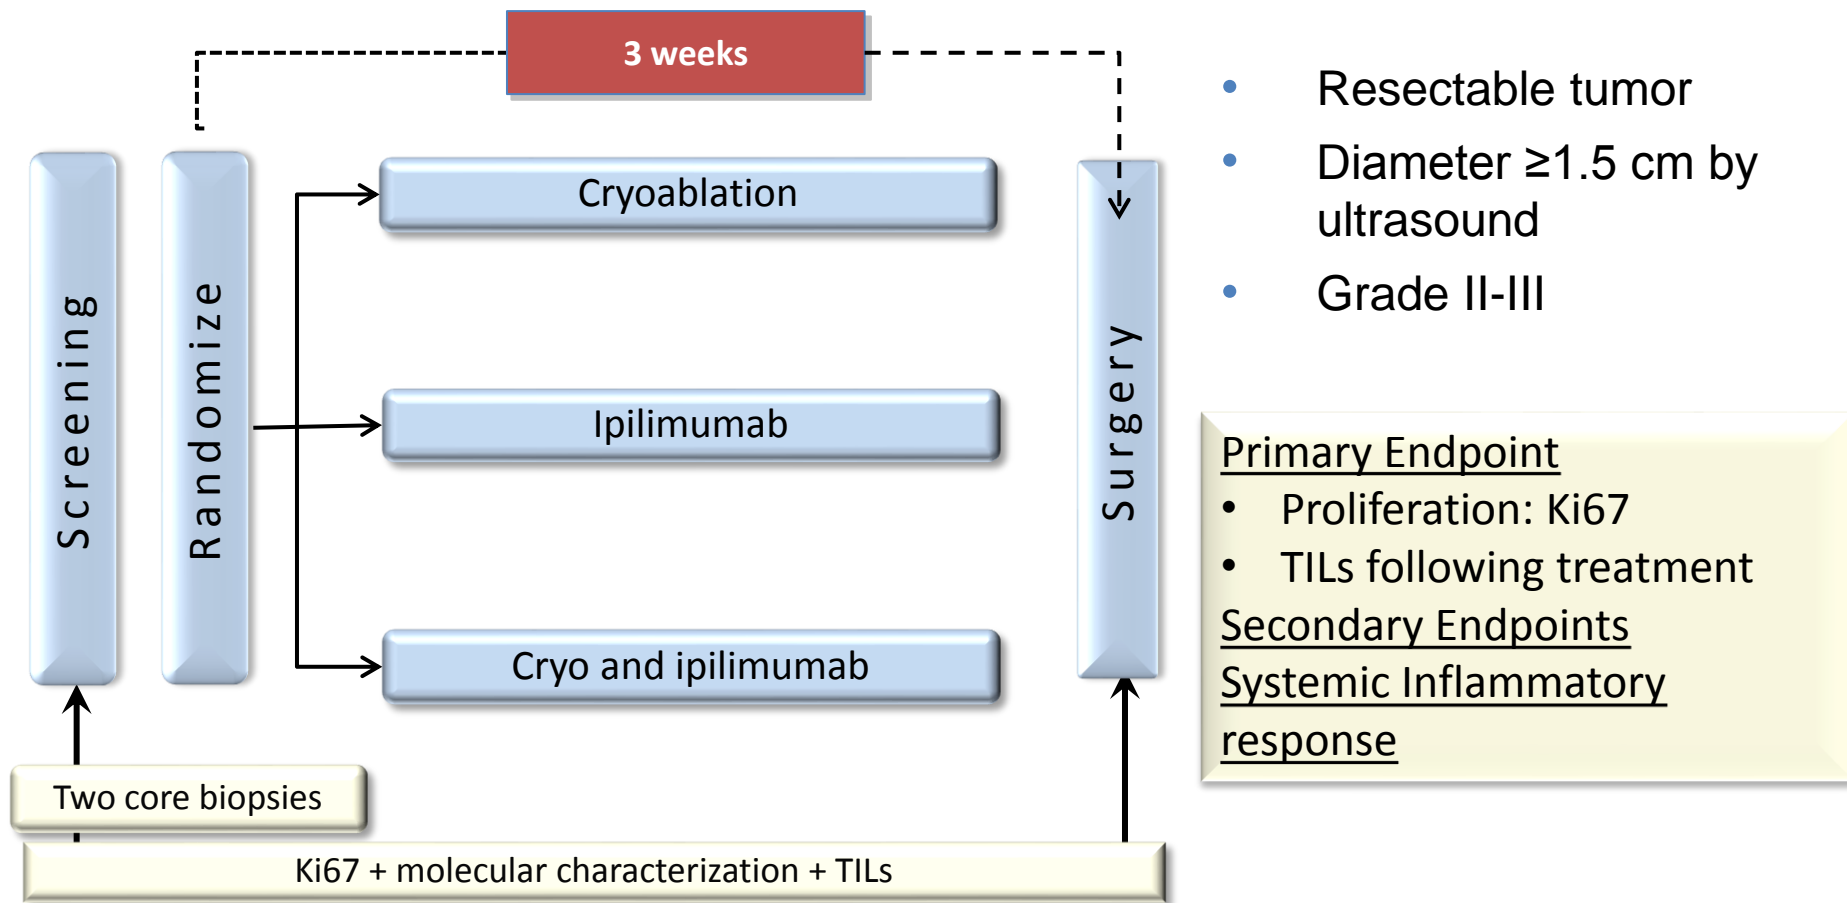 3 weeks
Screening
Randomize
Cryoablation
Ipilimumab
Cryo and ipilimumab
Surgery
Two core biopsies
Ki67 + molecular characterization + TILs
• Resectable tumor
• Diameter ≥1.5 cm by
ultrasound
• Grade II-III
Primary Endpoint
• Proliferation: Ki67
• TILs following treatment
Secondary Endpoints
Systemic Inflammatory
response